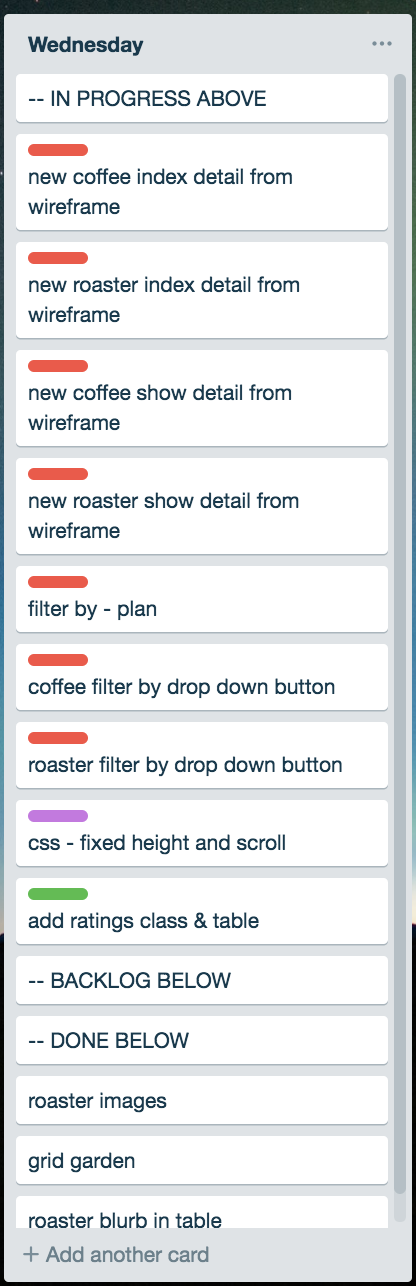 Wednesday
-- IN PROGRESS ABOVE
new coffee index detail from
wireframe
new roaster index detail from
wireframe
new coffee show detail from
wireframe
new roaster show detail from
wireframe
filter by - plan
coffee filter by drop down button
roaster filter by drop down button
css - fixed height and scroll
add ratings class & table
-- BACKLOG BELOW
-- DONE BELOW
roaster images
grid garden
roaster blurb in table
+ Add another card